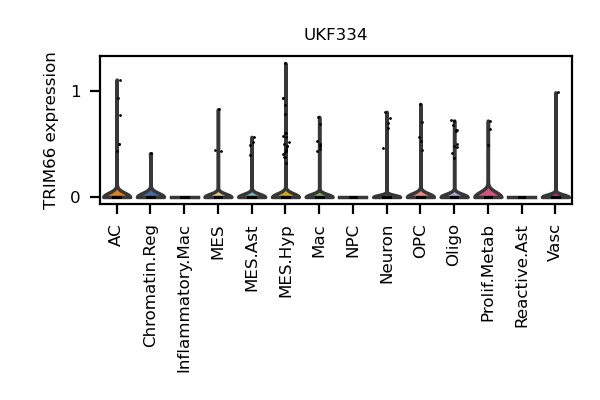 UKF334
TRIM66 expression
1
0
AC
Chromatin.Reg
Inflammatory.Mac
MES
MES.Ast
MES.Hyp
Mac
NPC
Neuron
OPC
Oligo
Prolif.Metab
Reactive.Ast
Vasc